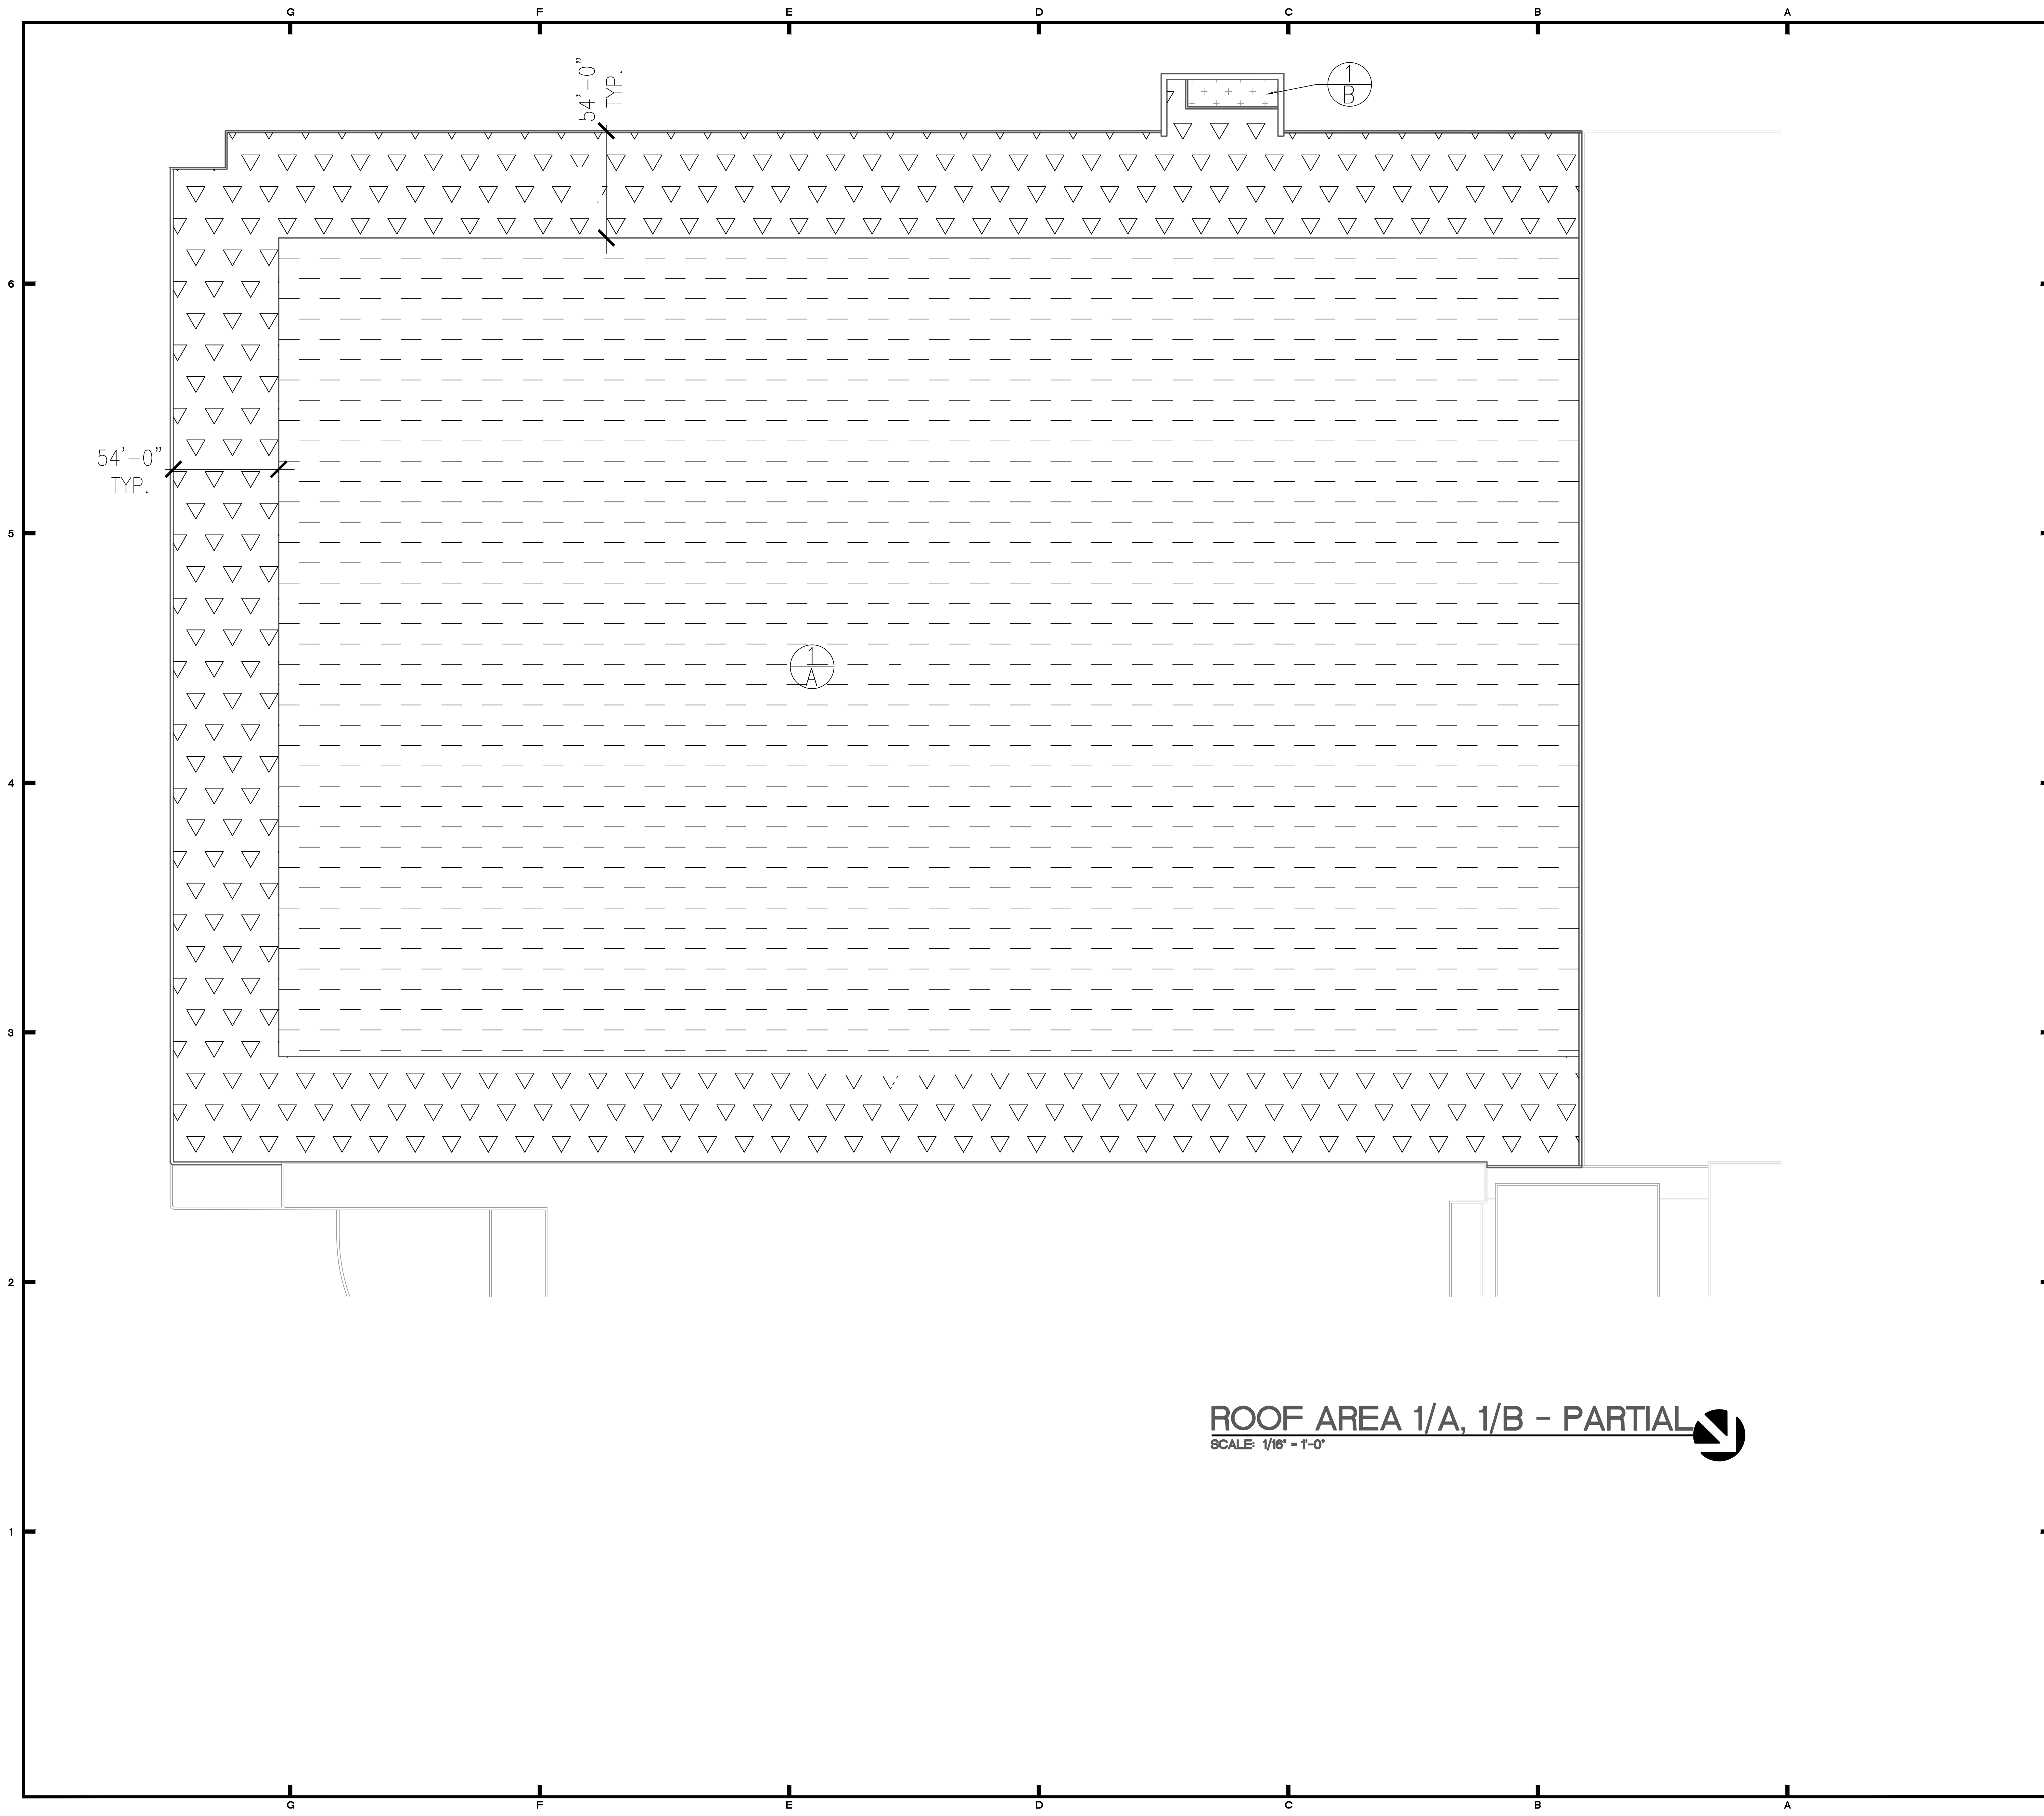 G F E D C B A
54'-0"
TYP.
1
B
6
5
54'-0"
TYP.
1
A
4
3
2
ROOF AREA 1/A, 1/B - PARTIAL
SCALE: 1/16" = 1'-0"
1
G F E D C B A